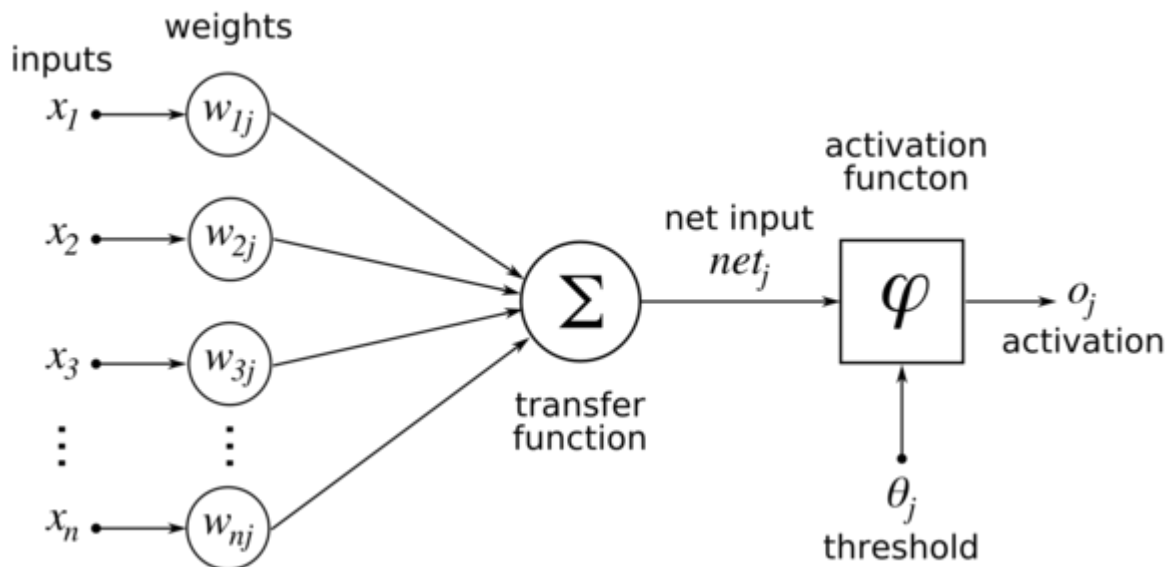 weights
inputs
x1
w1j
x2
w2j
x3
w3j
⋮
⋮
xn
wnj
Σ
transfer
function
net input
netj
activation
functon
φ
oj
activation
θj
threshold